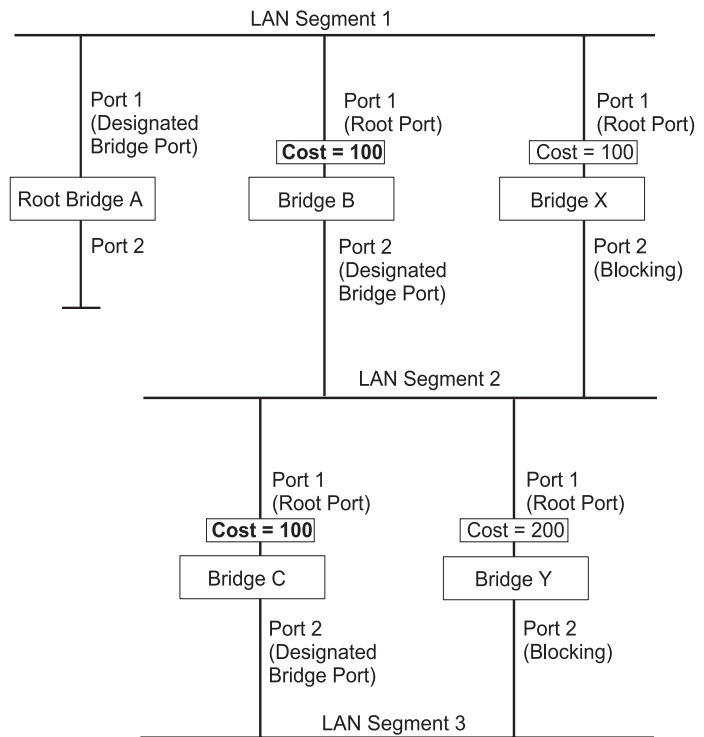 LAN Segment 1
Port 1
(Designated
Bridge Port)
Port 1
(Root Port)
Port 1
(Root Port)
Cost = 100
Cost = 100
Root Bridge A
Bridge B
Bridge X
Port 2
Port 2
(Designated
Bridge Port)
Port 2
(Blocking)
LAN Segment 2
Port 1
(Root Port)
Port 1
(Root Port)
Cost = 100
Cost = 200
Bridge C
Bridge Y
Port 2
(Designated
Bridge Port)
Port 2
(Blocking)
LAN Segment 3